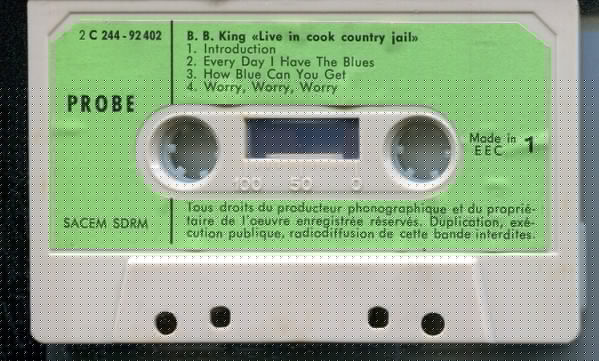 2 C 244 - 92402
B. B. King «Live in cook country jail»
1. Introduction
2. Every Day I Have The Blues
3. How Blue Can You Get
4. Worry, Worry, Worry
PROBE
Made in
EEC
1
100 50 0
SACEM SDRM
Tous droits du producteur phonographique et du proprié-
taire de l'oeuvre enregistrée réservés. Duplication, exé-
cution publique, radiodiffusion de cette bande interdites.